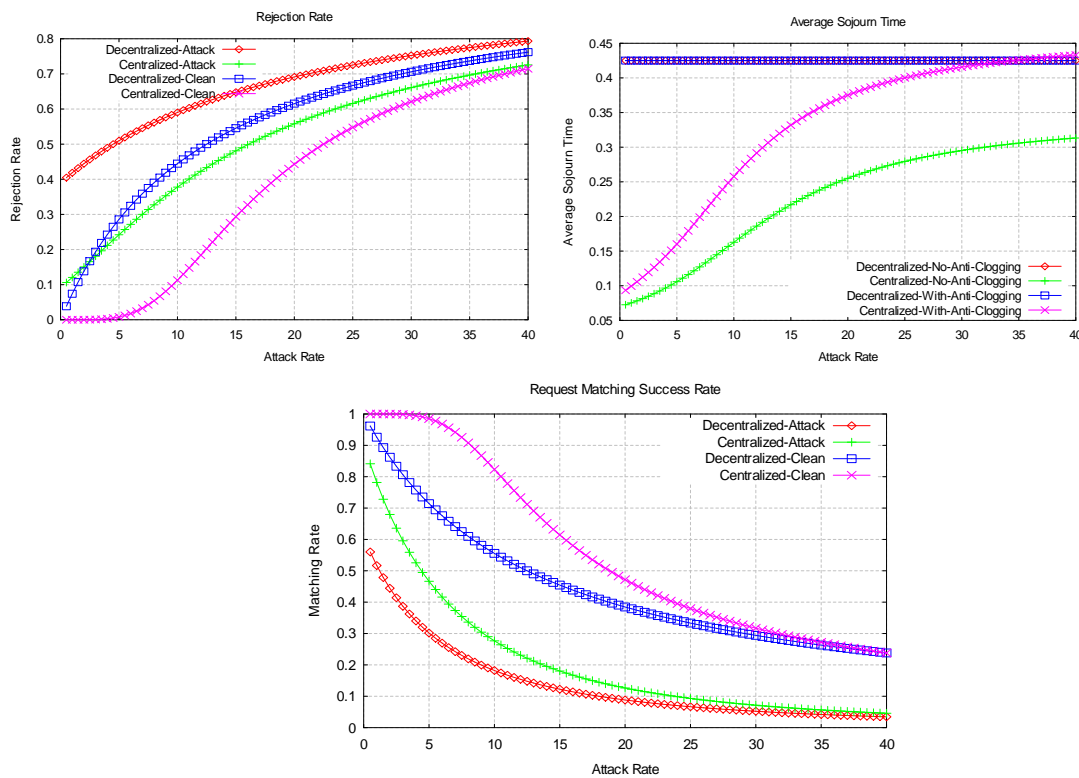 Rejection Rate
0.8
0.7
0.6
0.5
0.4
0.3
0.2
0.1
0
Rejection Rate
Decentralized-Attack
Centralized-Attack
Decentralized-Clean
Centralized-Clean
0 5 10 15 20 25 30 35 40
Attack Rate
Average Sojourn Time
0.45
0.4
0.35
0.3
0.25
0.2
0.15
0.1
0.05
Average Sojourn Time
Decentralized-No-Anti-Clogging
Centralized-No-Anti-Clogging
Decentralized-With-Anti-Clogging
Centralized-With-Anti-Clogging
0 5 10 15 20 25 30 35 40
Attack Rate
Request Matching Success Rate
1
0.9
0.8
0.7
0.6
0.5
0.4
0.3
0.2
0.1
0
Matching Rate
Decentralized-Attack
Centralized-Attack
Decentralized-Clean
Centralized-Clean
0 5 10 15 20 25 30 35 40
Attack Rate